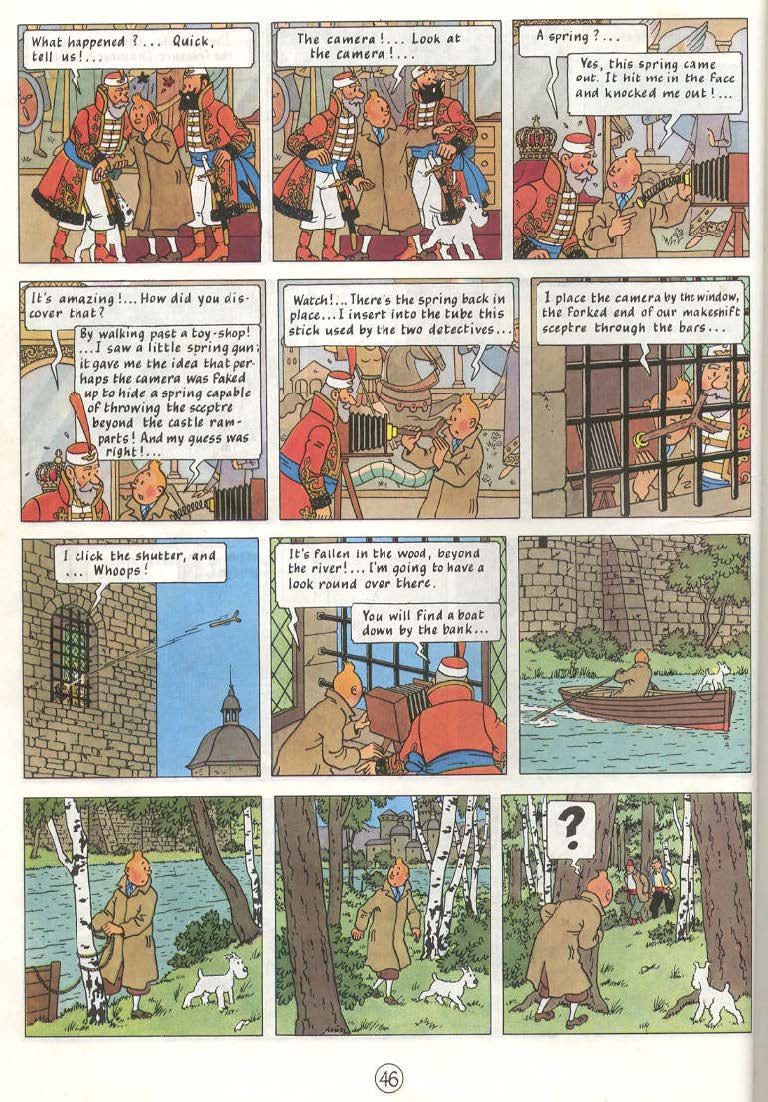 What happened ?... Quick,
tell us!...
The camera!... Look at
the camera!...
A spring?...
Yes, this spring came
out. It hit me in the face
and knocked me out!...
It's amazing!... How did you dis-
cover that?
By walking past a toy-shop!
...I saw a little spring gun;
it gave me the idea that per-
haps the camera was faked
up to hide a spring capable
of throwing the sceptre
beyond the castle ram-
parts! And my guess was
right!...
Watch!... There's the spring back in
place... I insert into the tube this
stick used by the two detectives...
I place the camera by the window,
the forked end of our makeshift
sceptre through the bars...
I click the shutter, and
... Whoops!
It's fallen in the wood, beyond
the river!... I'm going to have a
look round over there.
You will find a boat
down by the bank...
?
46